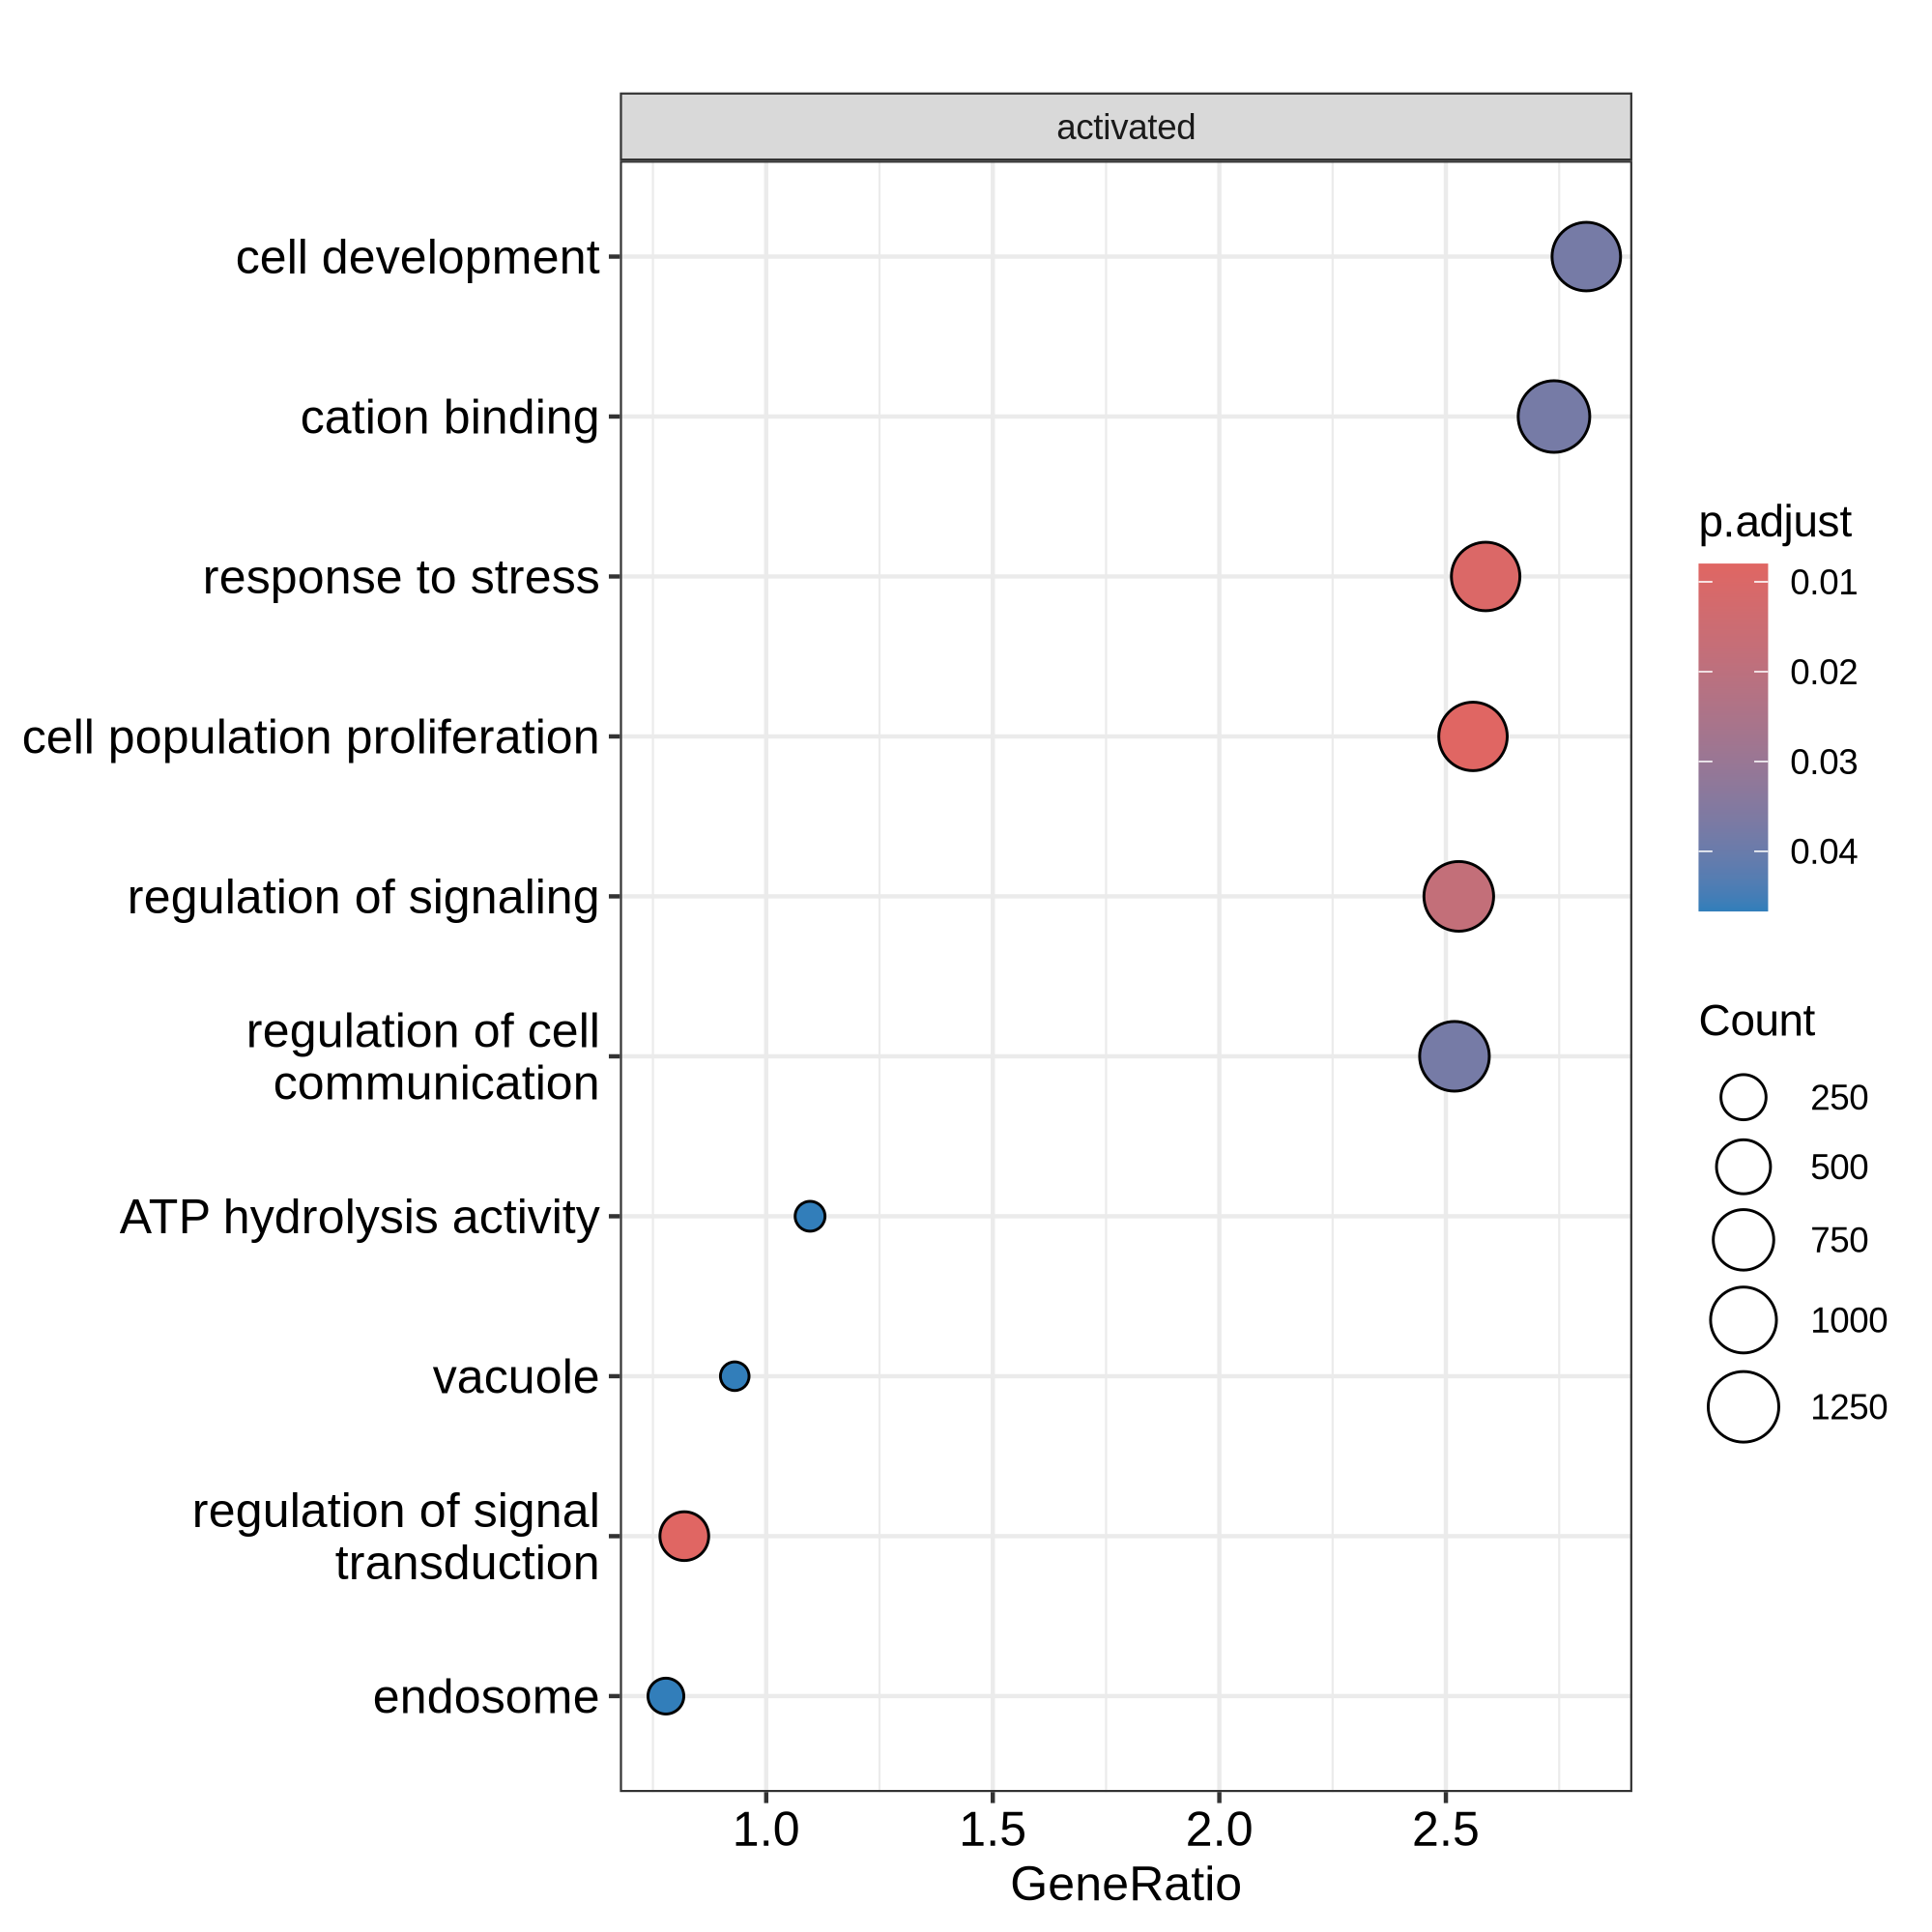 activated
cell development
cation binding
response to stress
cell population proliferation
regulation of signaling
regulation of cell
communication
ATP hydrolysis activity
vacuole
regulation of signal
transduction
endosome
1.0
1.5
2.0
2.5
GeneRatio
p.adjust
0.01
0.02
0.03
0.04
Count
250
500
750
1000
1250